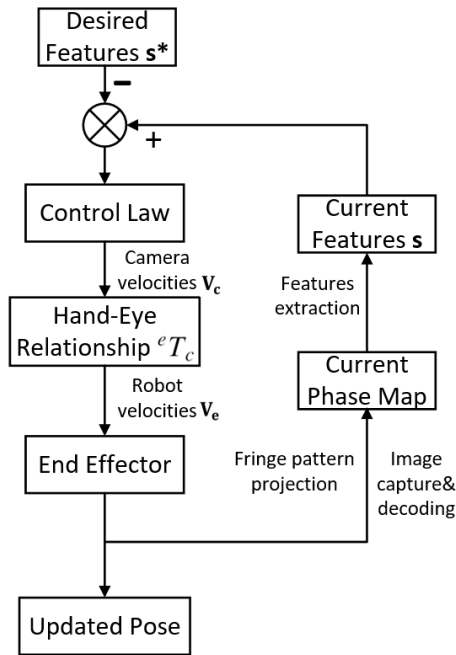 Desired
Features s*
−
+
Control Law
Camera
velocities Vc
Hand-Eye
Relationship ᵉTc
Robot
velocities Ve
End Effector
Updated Pose
Current
Features s
Features
extraction
Current
Phase Map
Fringe pattern
projection
Image
capture&
decoding